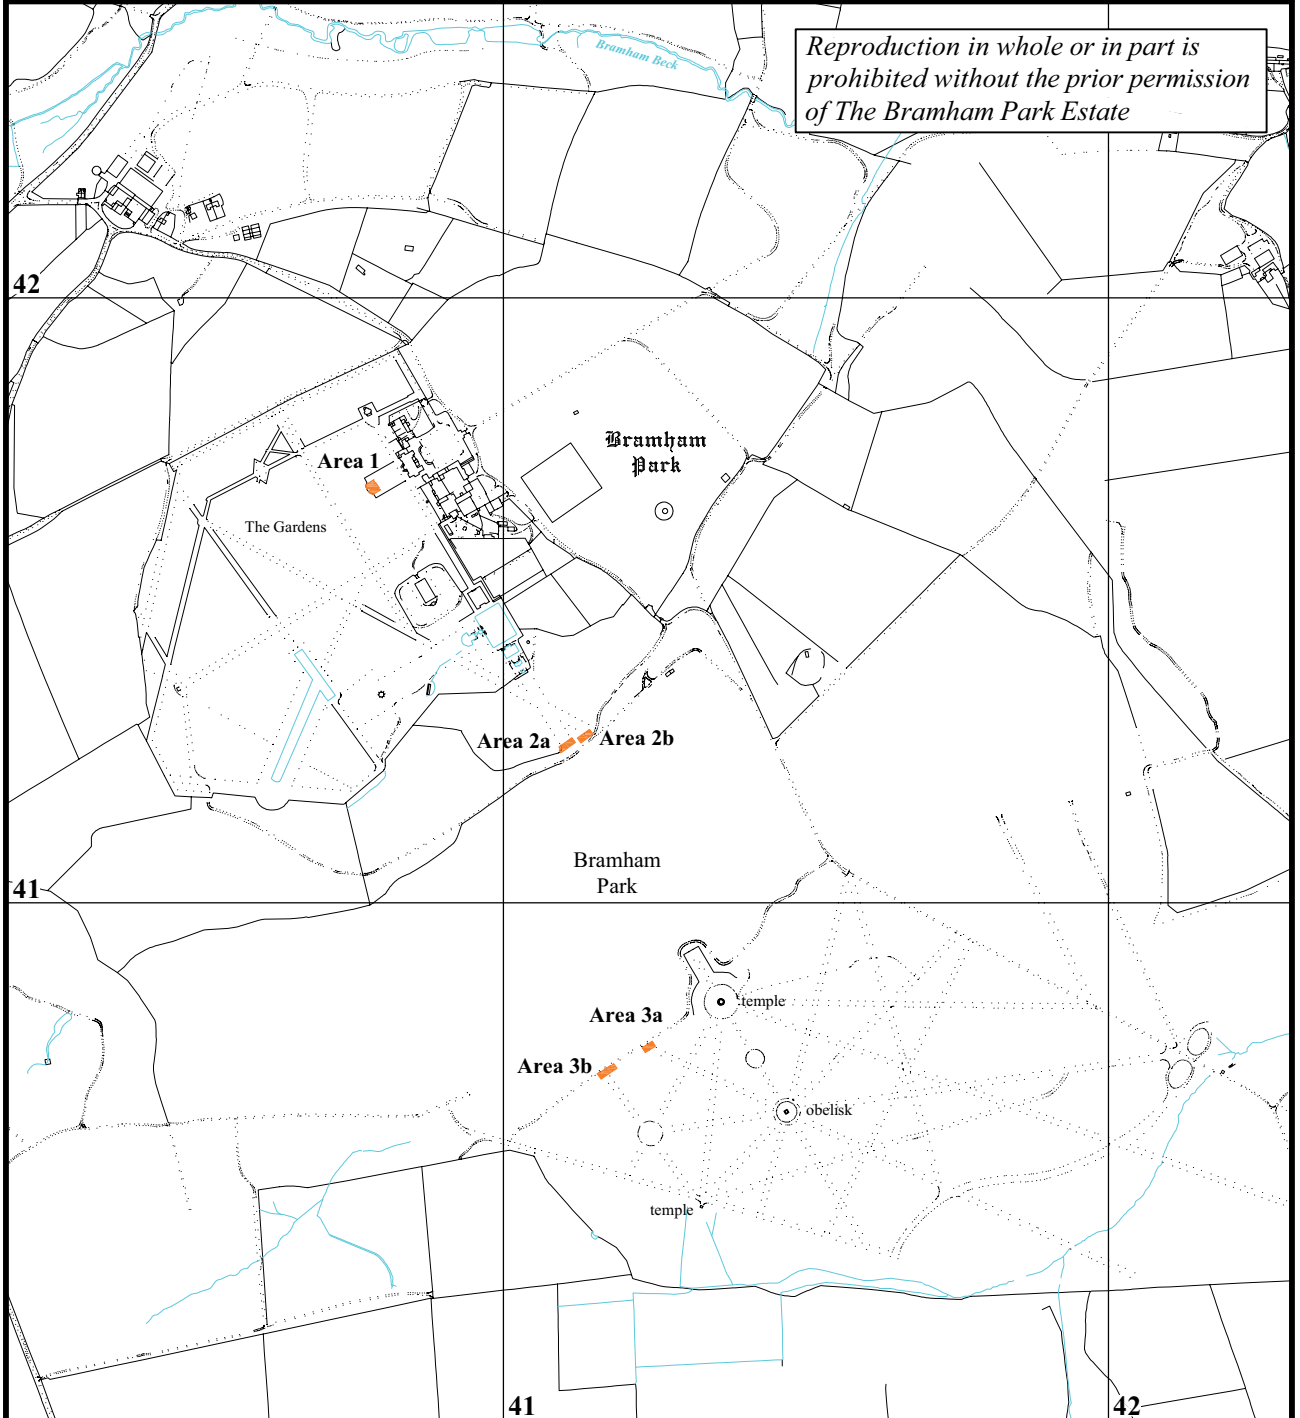 Bramham Beck
Reproduction in whole or in part is
prohibited without the prior permission
of The Bramham Park Estate
42
Bramham
Park
Area 1
The Gardens
Area 2a
Area 2b
Bramham
Park
41
temple
Area 3a
Area 3b
obelisk
temple
41
42